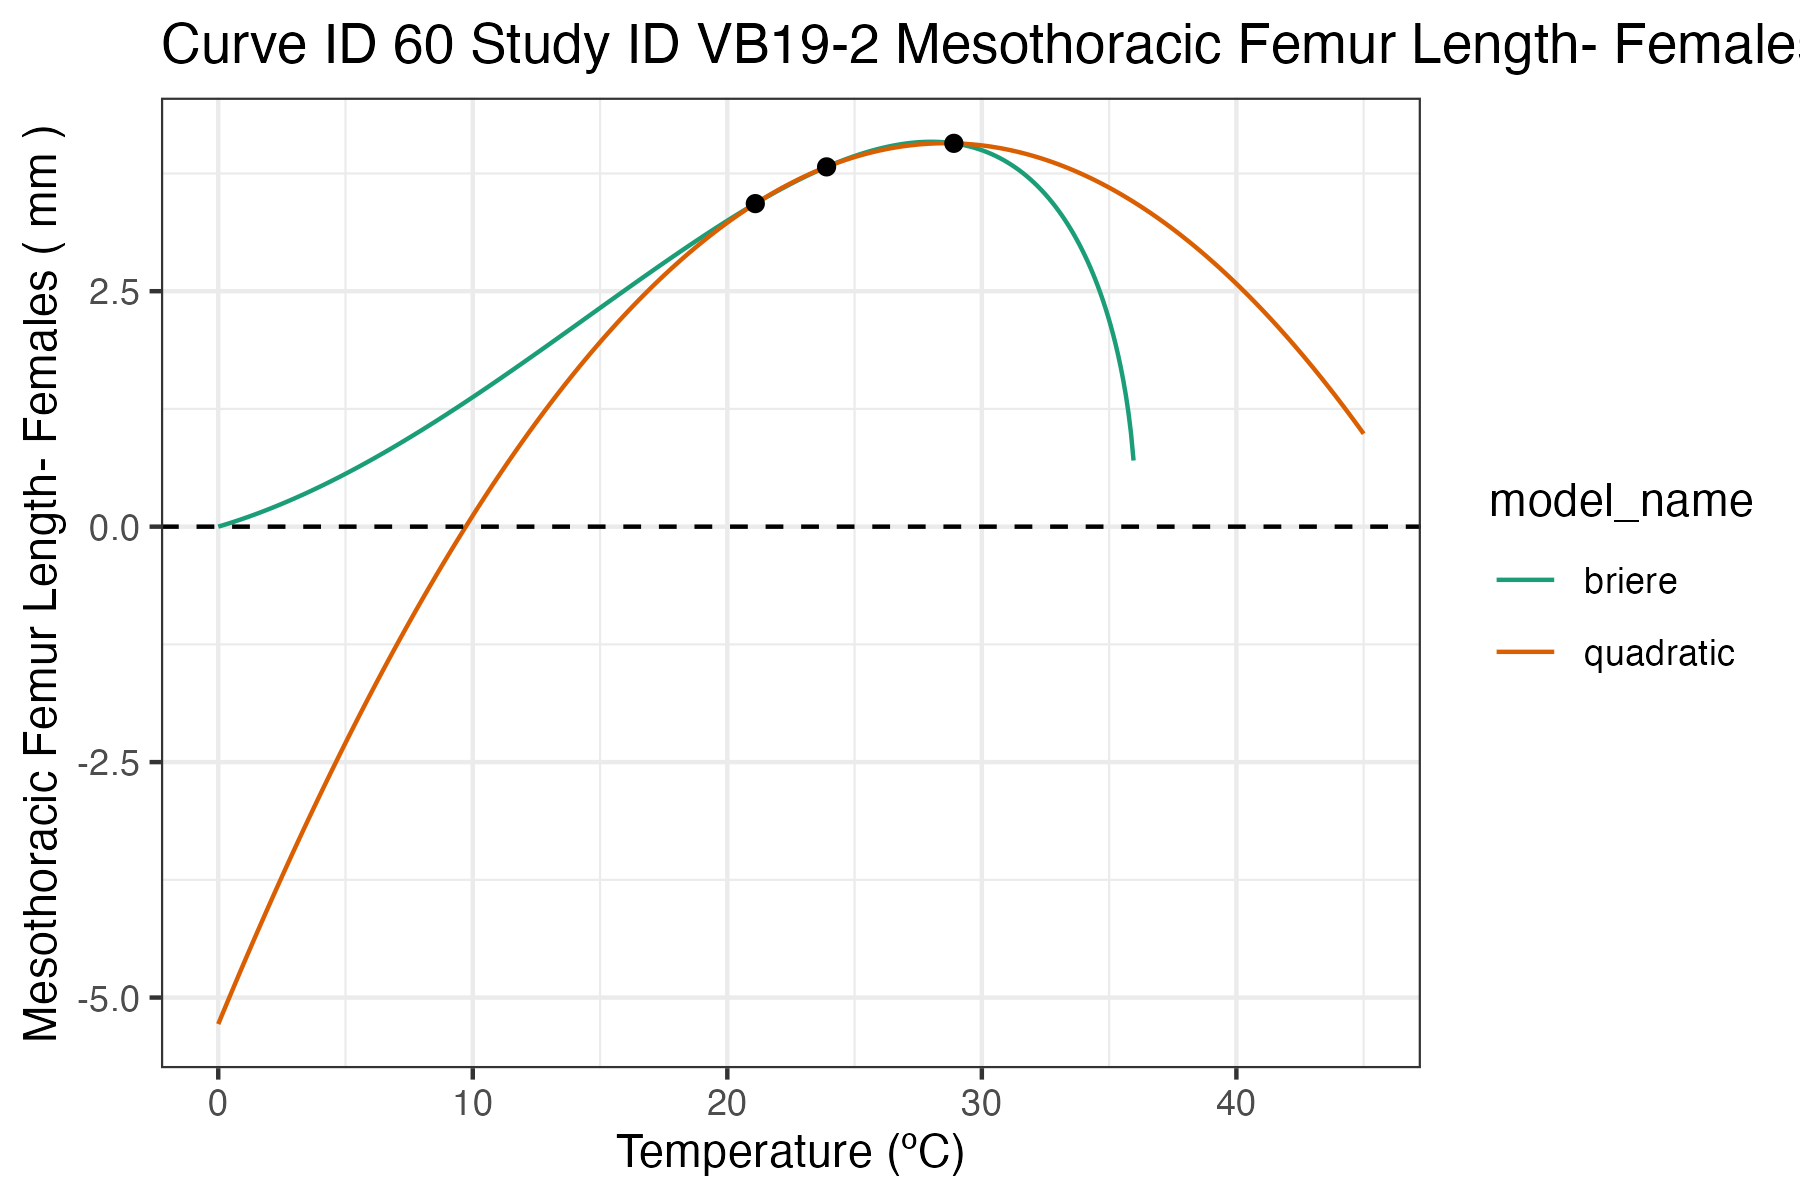 Curve ID 60 Study ID VB19-2 Mesothoracic Femur Length- Females
Mesothoracic Femur Length- Females ( mm )
2.5
0.0
-2.5
-5.0
0 10 20 30 40
Temperature (ºC)
model_name
briere
quadratic